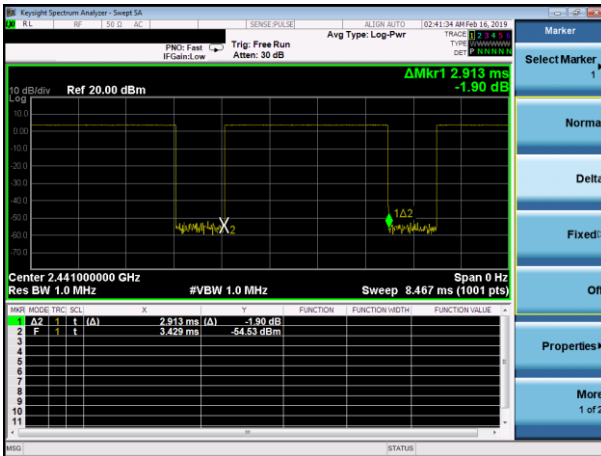 Keysight Spectrum Analyzer - Swept SA
RL RF 50 Ω AC SENSE:PULSE ALIGN AUTO 02:41:34 AM Feb 16, 2019
Avg Type: Log-Pwr
TRACE 1 2 3 4 5 6
TYPE WWWWWW
DET P N N N N N
PNO: Fast Trig: Free Run
IFGain:Low Atten: 30 dB
ΔMkr1 2.913 ms
-1.90 dB
10 dB/div Ref 20.00 dBm
Log
10.0
0.00
-10.0
-20.0
-30.0
-40.0
-50.0
-60.0
-70.0
1Δ2
X2
Center 2.441000000 GHz Span 0 Hz
Res BW 1.0 MHz #VBW 1.0 MHz Sweep 8.467 ms (1001 pts)
MKR MODE TRC SCL X Y FUNCTION FUNCTION WIDTH FUNCTION VALUE
1 Δ2 1 t (Δ) 2.913 ms (Δ) -1.90 dB
2 F 1 t 3.429 ms -54.53 dBm
3
4
5
6
7
8
9
10
11
MSG STATUS
Marker
Select Marker
1
Norma
Delta
Fixed
Of
Properties
More
1 of 2